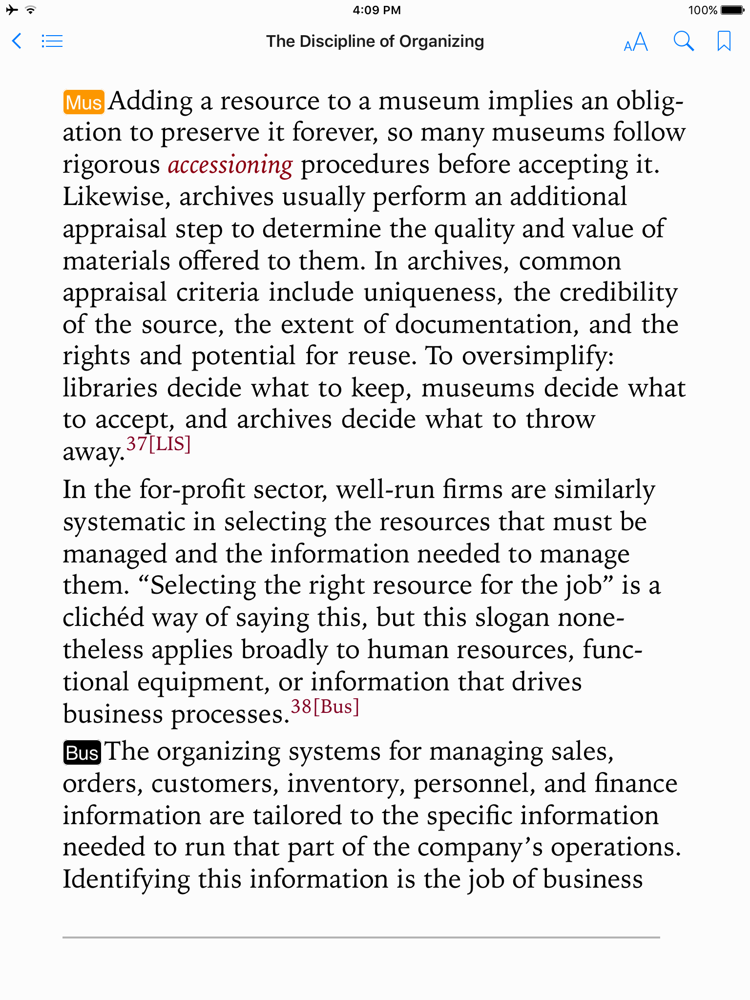 4:09 PM
100%
The Discipline of Organizing
AA
Mus Adding a resource to a museum implies an oblig-
ation to preserve it forever, so many museums follow
rigorous accessioning procedures before accepting it.
Likewise, archives usually perform an additional
appraisal step to determine the quality and value of
materials offered to them. In archives, common
appraisal criteria include uniqueness, the credibility
of the source, the extent of documentation, and the
rights and potential for reuse. To oversimplify:
libraries decide what to keep, museums decide what
to accept, and archives decide what to throw
away.37[LIS]
In the for-profit sector, well-run firms are similarly
systematic in selecting the resources that must be
managed and the information needed to manage
them. “Selecting the right resource for the job” is a
clichéd way of saying this, but this slogan none-
theless applies broadly to human resources, func-
tional equipment, or information that drives
business processes.38[Bus]
Bus The organizing systems for managing sales,
orders, customers, inventory, personnel, and finance
information are tailored to the specific information
needed to run that part of the company’s operations.
Identifying this information is the job of business